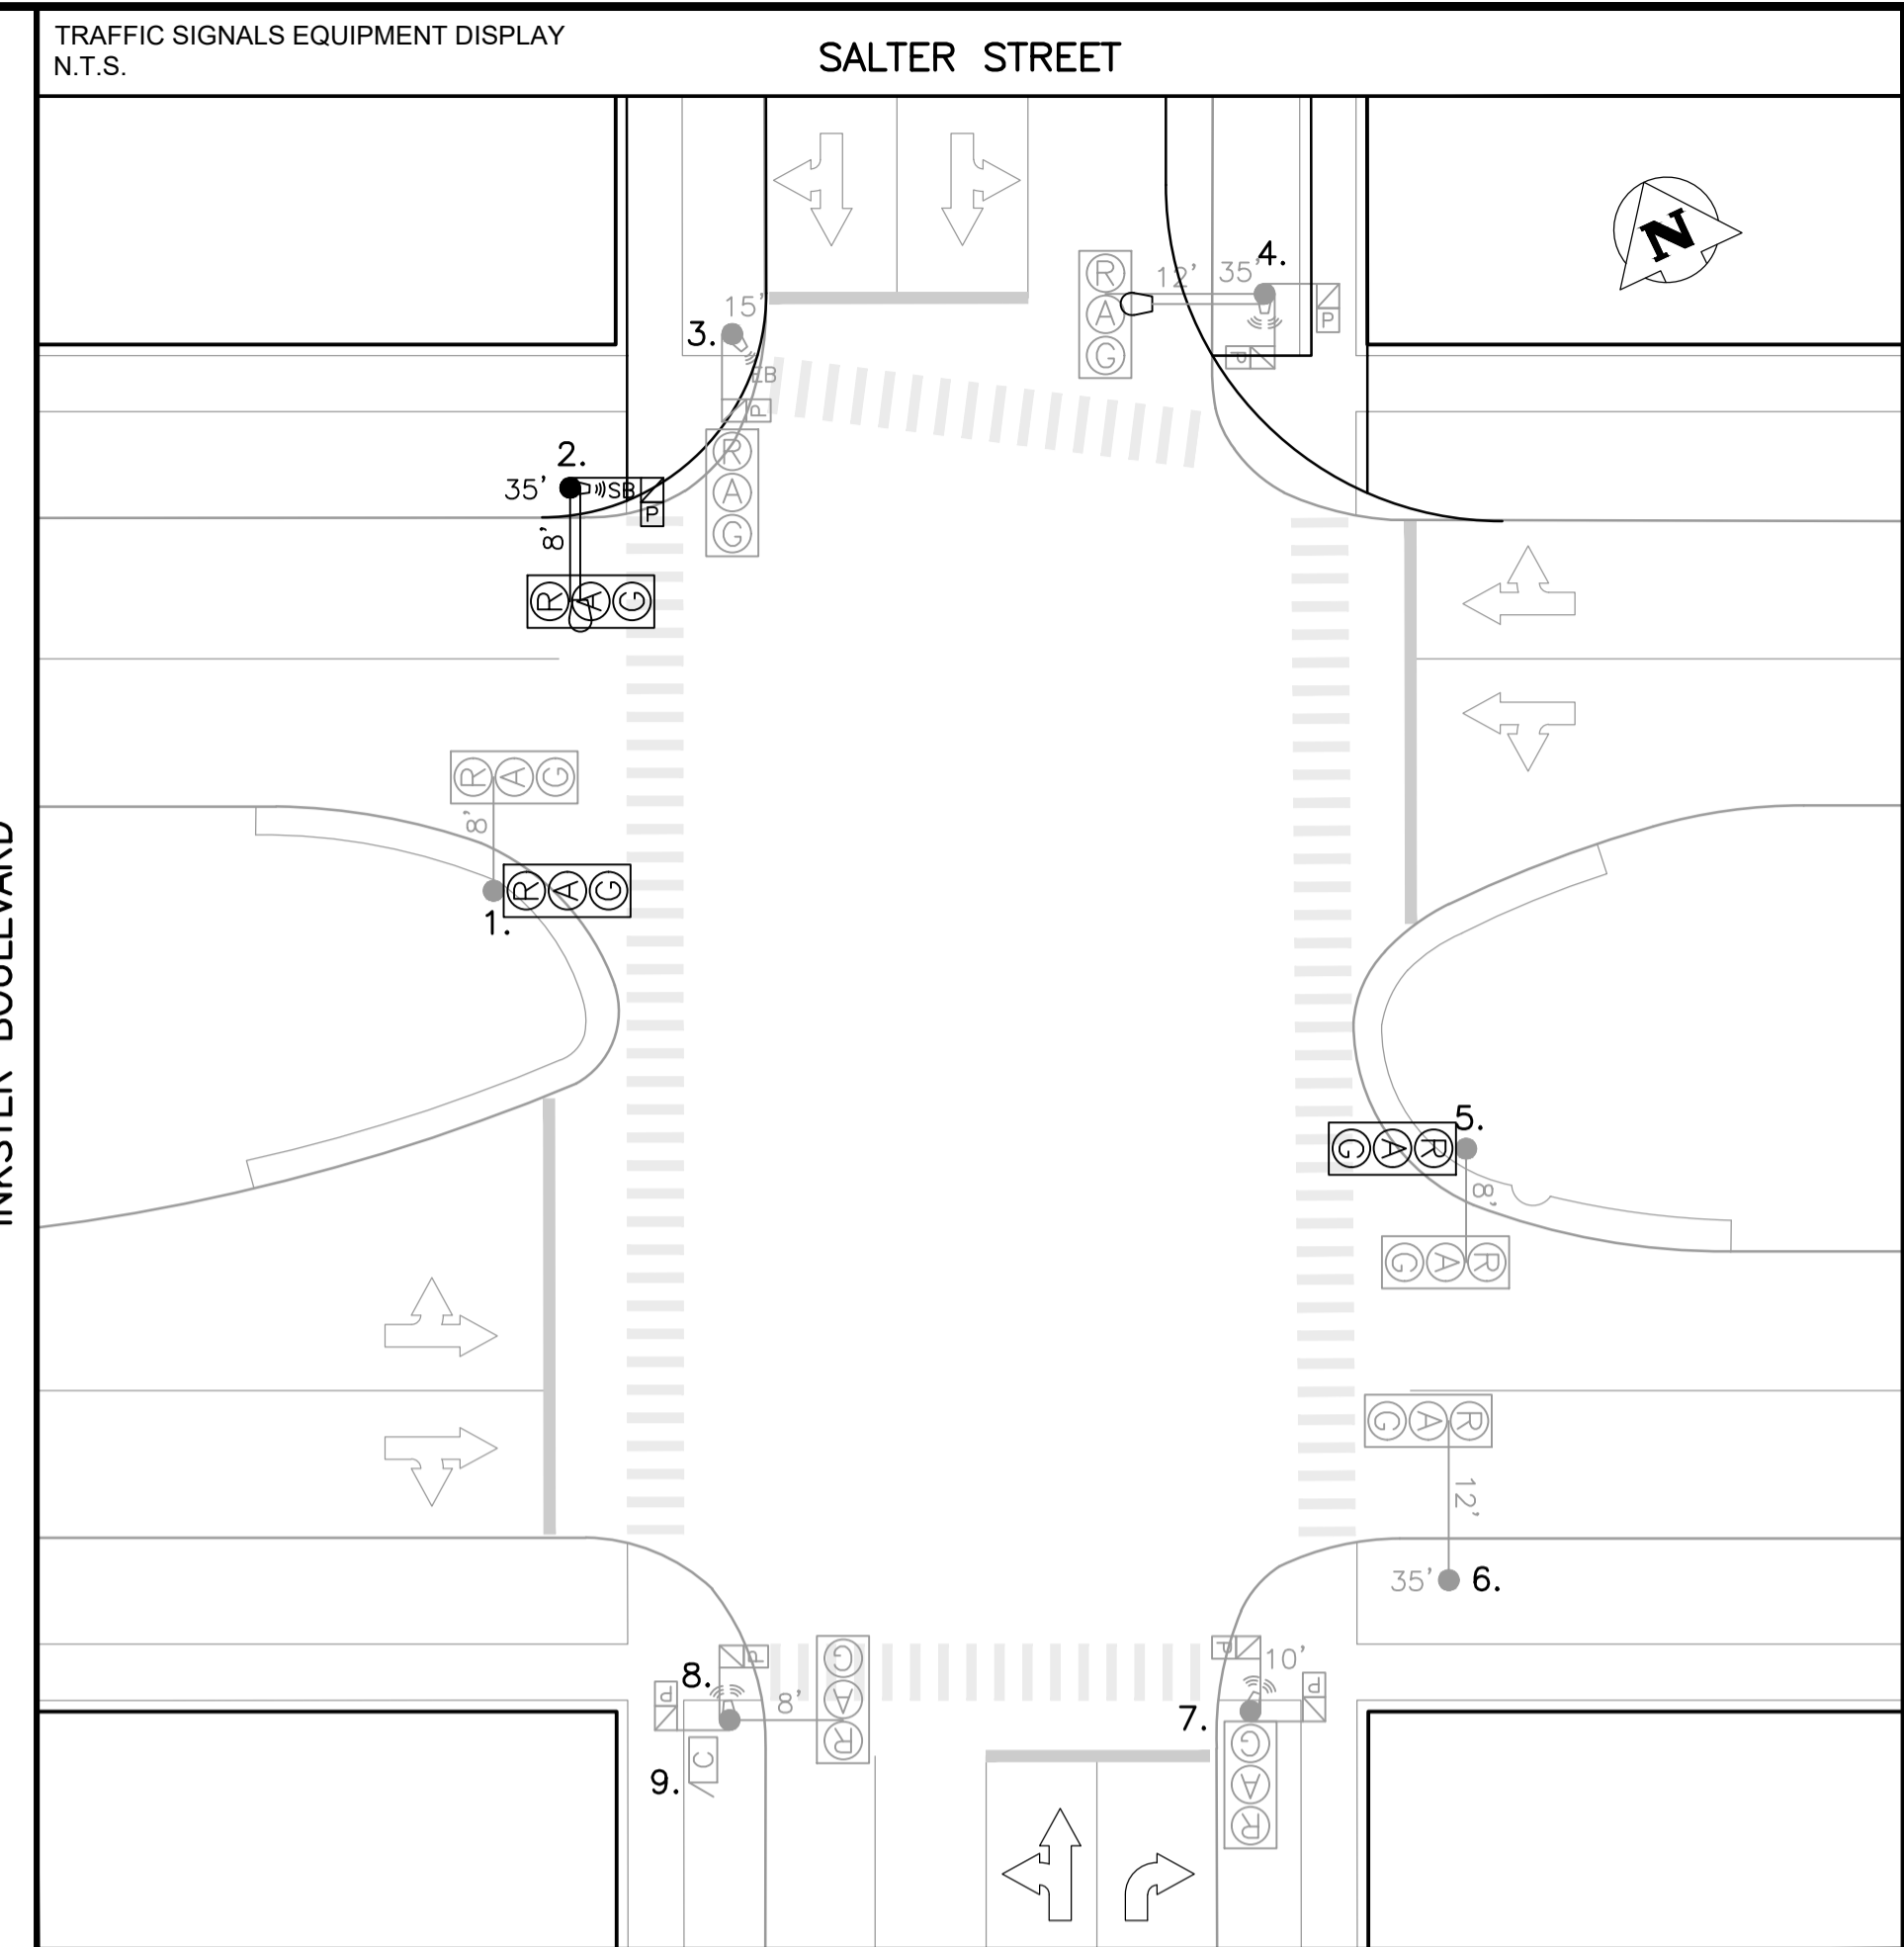 TRAFFIC SIGNALS EQUIPMENT DISPLAY
N.T.S.
SALTER STREET
N
4.
35'
12'
R
A
G
P
P
15'
3.
EB
P
R
A
G
2.
35'
SB
P
8'
R A G
R A G
8'
R A G
1.
BOULEVARD
5.
R A G
8'
R A G
R A G
12'
35'
6.
P
10'
P
7.
R
A
G
8.
P
P
8'
R
A
G
C
9.